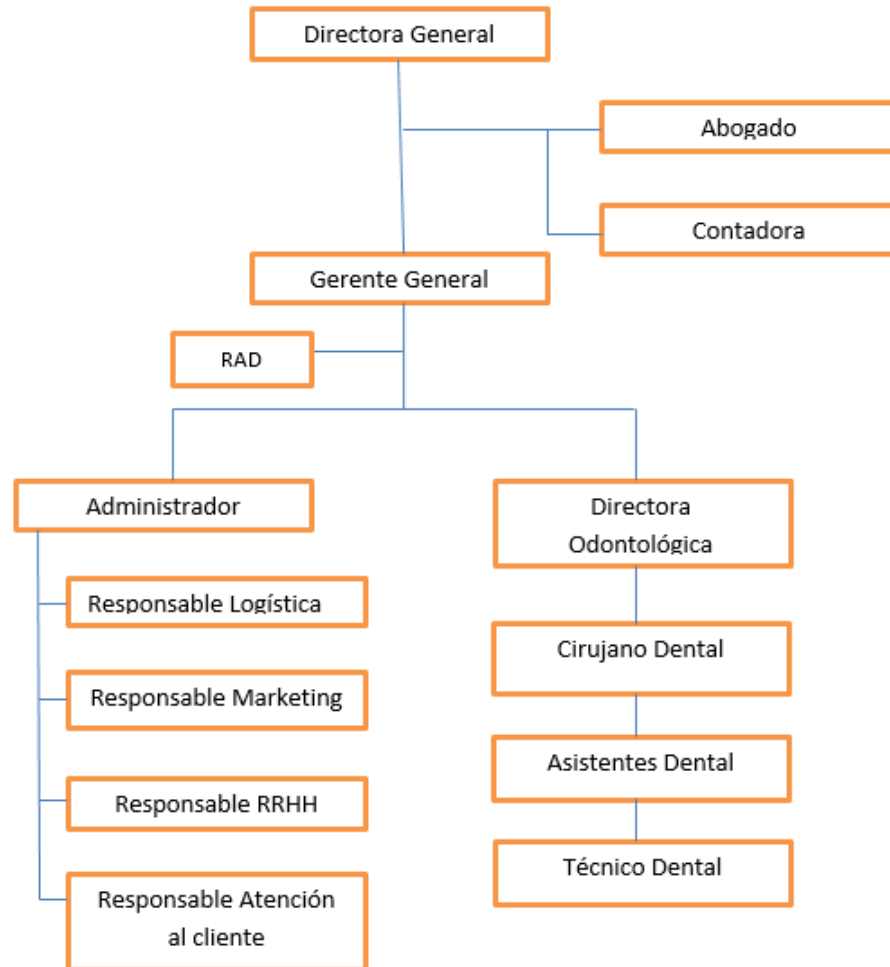 Directora General
Abogado
Contadora
Gerente General
RAD
Administrador
Directora
Odontológica
Responsable Logística
Cirujano Dental
Responsable Marketing
Asistentes Dental
Responsable RRHH
Técnico Dental
Responsable Atención
al cliente